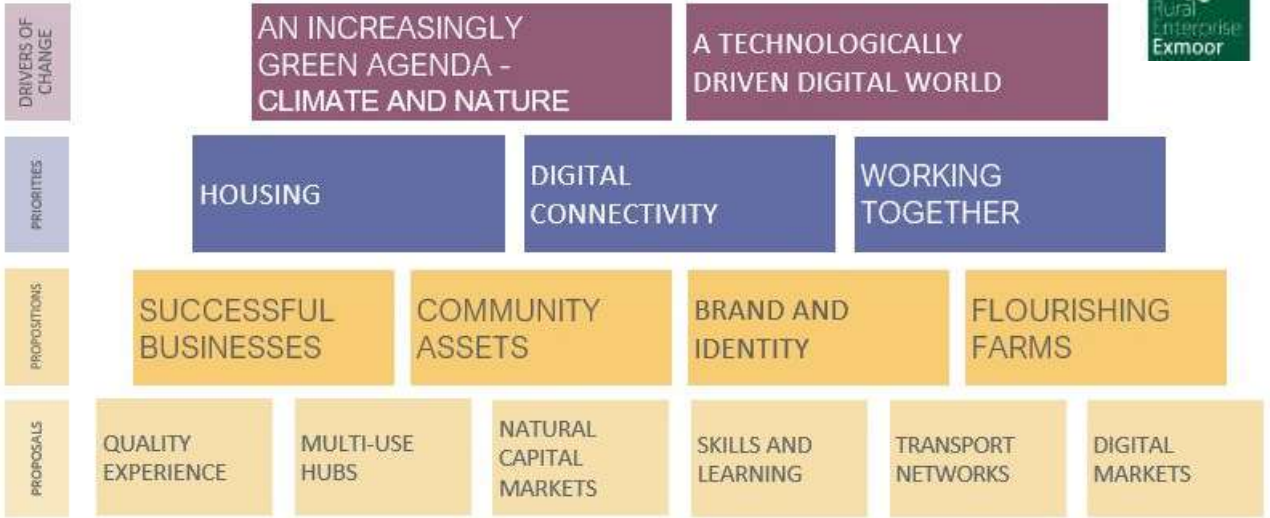 DRIVERS OF
CHANGE
AN INCREASINGLY
GREEN AGENDA -
CLIMATE AND NATURE
A TECHNOLOGICALLY
DRIVEN DIGITAL WORLD
Rural
Enterprise
Exmoor
PRIORITIES
HOUSING
DIGITAL
CONNECTIVITY
WORKING
TOGETHER
PROPOSITIONS
SUCCESSFUL
BUSINESSES
COMMUNITY
ASSETS
BRAND AND
IDENTITY
FLOURISHING
FARMS
PROPOSALS
QUALITY
EXPERIENCE
MULTI-USE
HUBS
NATURAL
CAPITAL
MARKETS
SKILLS AND
LEARNING
TRANSPORT
NETWORKS
DIGITAL
MARKETS